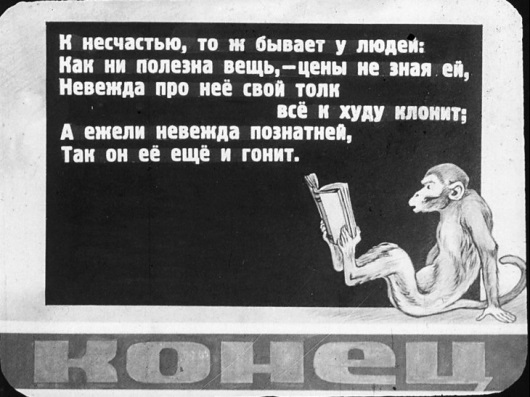 К несчастью, то ж бывает у людей:
Как ни полезна вещь,—цены не зная ей,
Невежда про неё свой толк
всё к худу клонит;
А ежели невежда познатней,
Так он её ещё и гонит.
конец